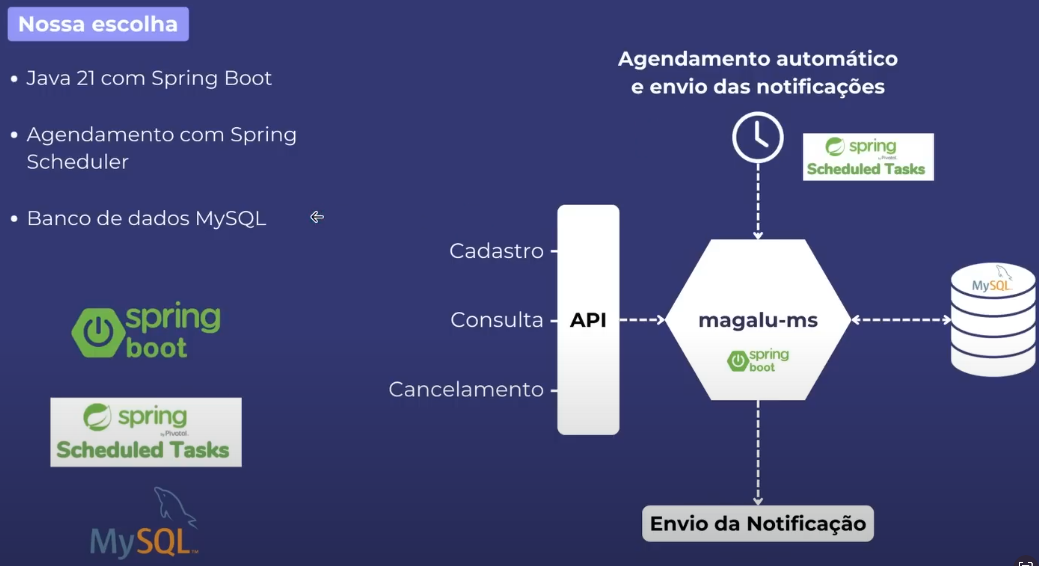 Nossa escolha
Java 21 com Spring Boot
Agendamento com Spring
Scheduler
Banco de dados MySQL
spring
boot
spring
by Pivotal.
Scheduled Tasks
MySQL™
Agendamento automático
e envio das notificações
spring
by Pivotal.
Scheduled Tasks
Cadastro
Consulta
Cancelamento
API
magalu-ms
spring
boot
MySQL
Envio da Notificação